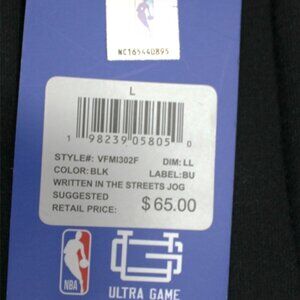 NC16544D895
L
1 98239 05805 0
STYLE#: VFMI302F DIM: LL
COLOR: BLK LABEL: BU
WRITTEN IN THE STREETS JOG
SUGGESTED
RETAIL PRICE: $65.00
NBA
ULTRA GAME